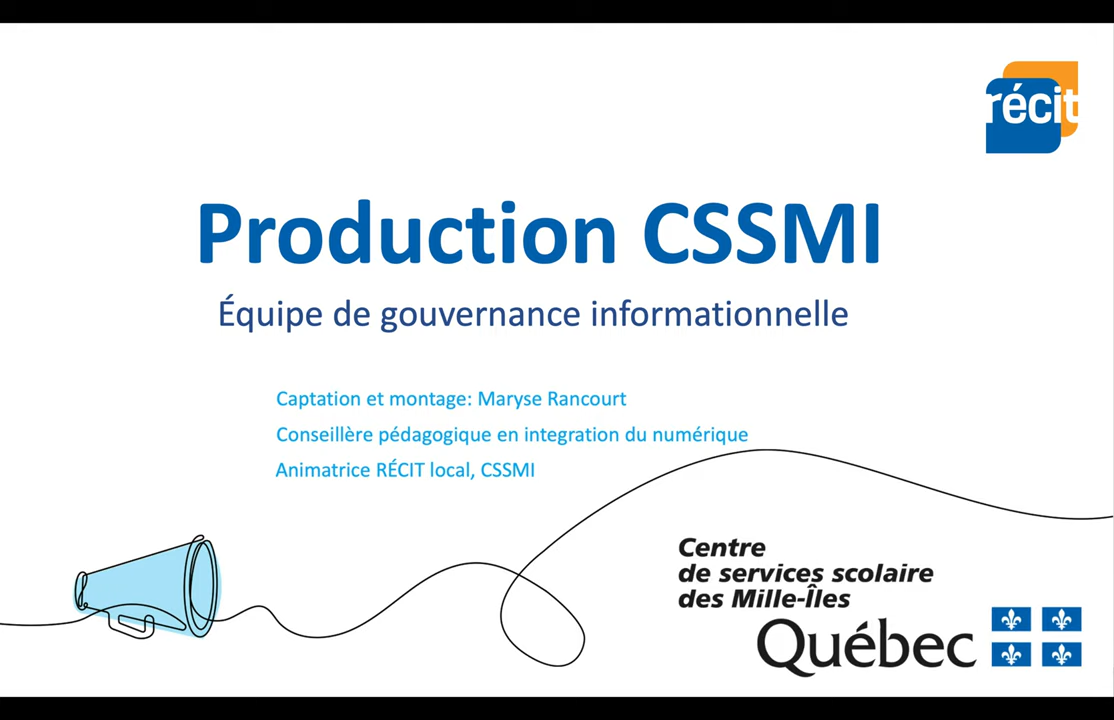 récit
Production CSSMI
Équipe de gouvernance informationnelle
Captation et montage: Maryse Rancourt
Conseillère pédagogique en integration du numérique
Animatrice RÉCIT local, CSSMI
Centre
de services scolaire
des Mille-Îles
Québec